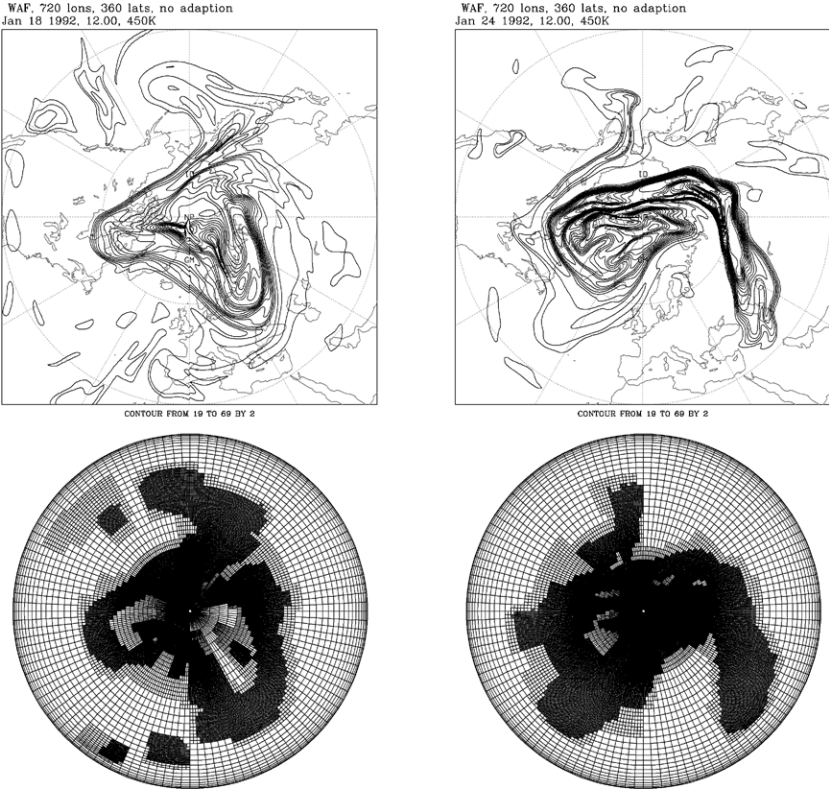 WAF, 720 lons, 360 lats, no adaption
Jan 18 1992, 12.00, 450K
WAF, 720 lons, 360 lats, no adaption
Jan 24 1992, 12.00, 450K
ID
NP
GM
ID
CONTOUR FROM 19 TO 69 BY 2
CONTOUR FROM 19 TO 69 BY 2